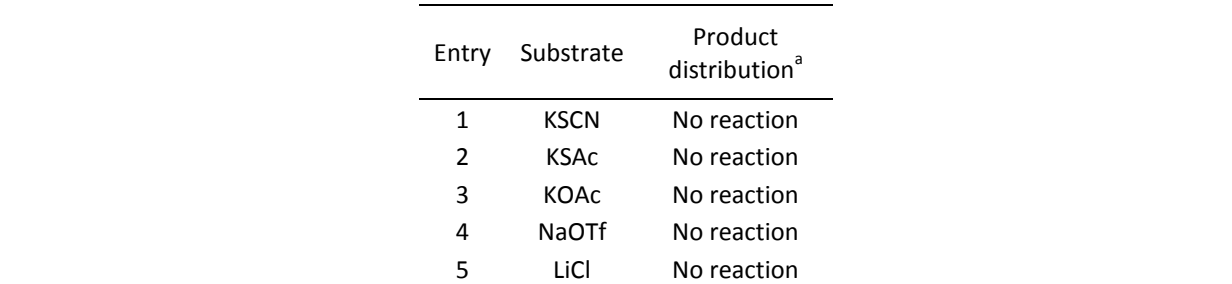 Entry Substrate Product distributionᵃ
1 KSCN No reaction
2 KSAc No reaction
3 KOAc No reaction
4 NaOTf No reaction
5 LiCl No reaction